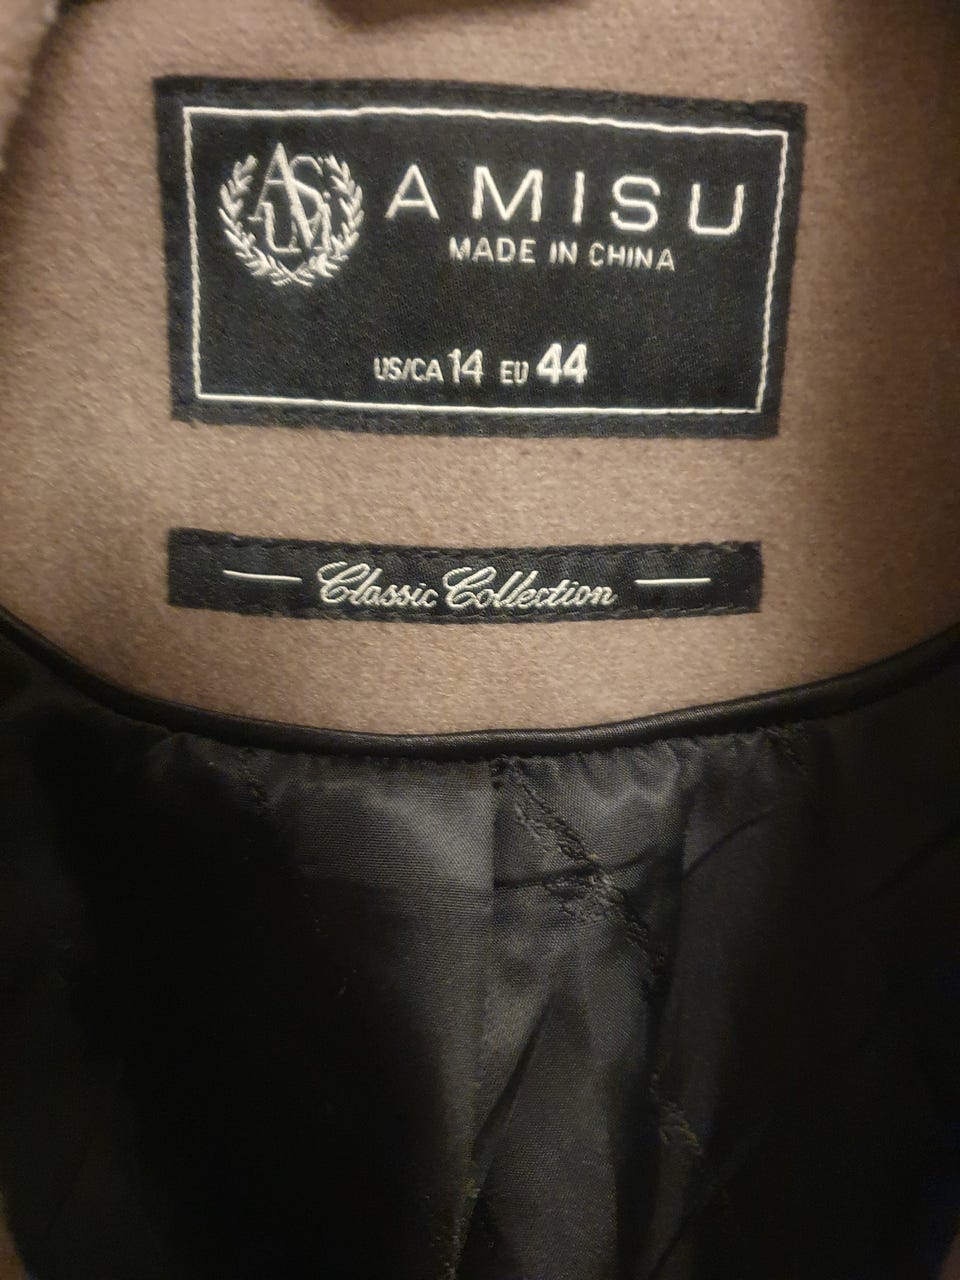 AMISU
MADE IN CHINA
US/CA 14 EU 44
Classic Collection